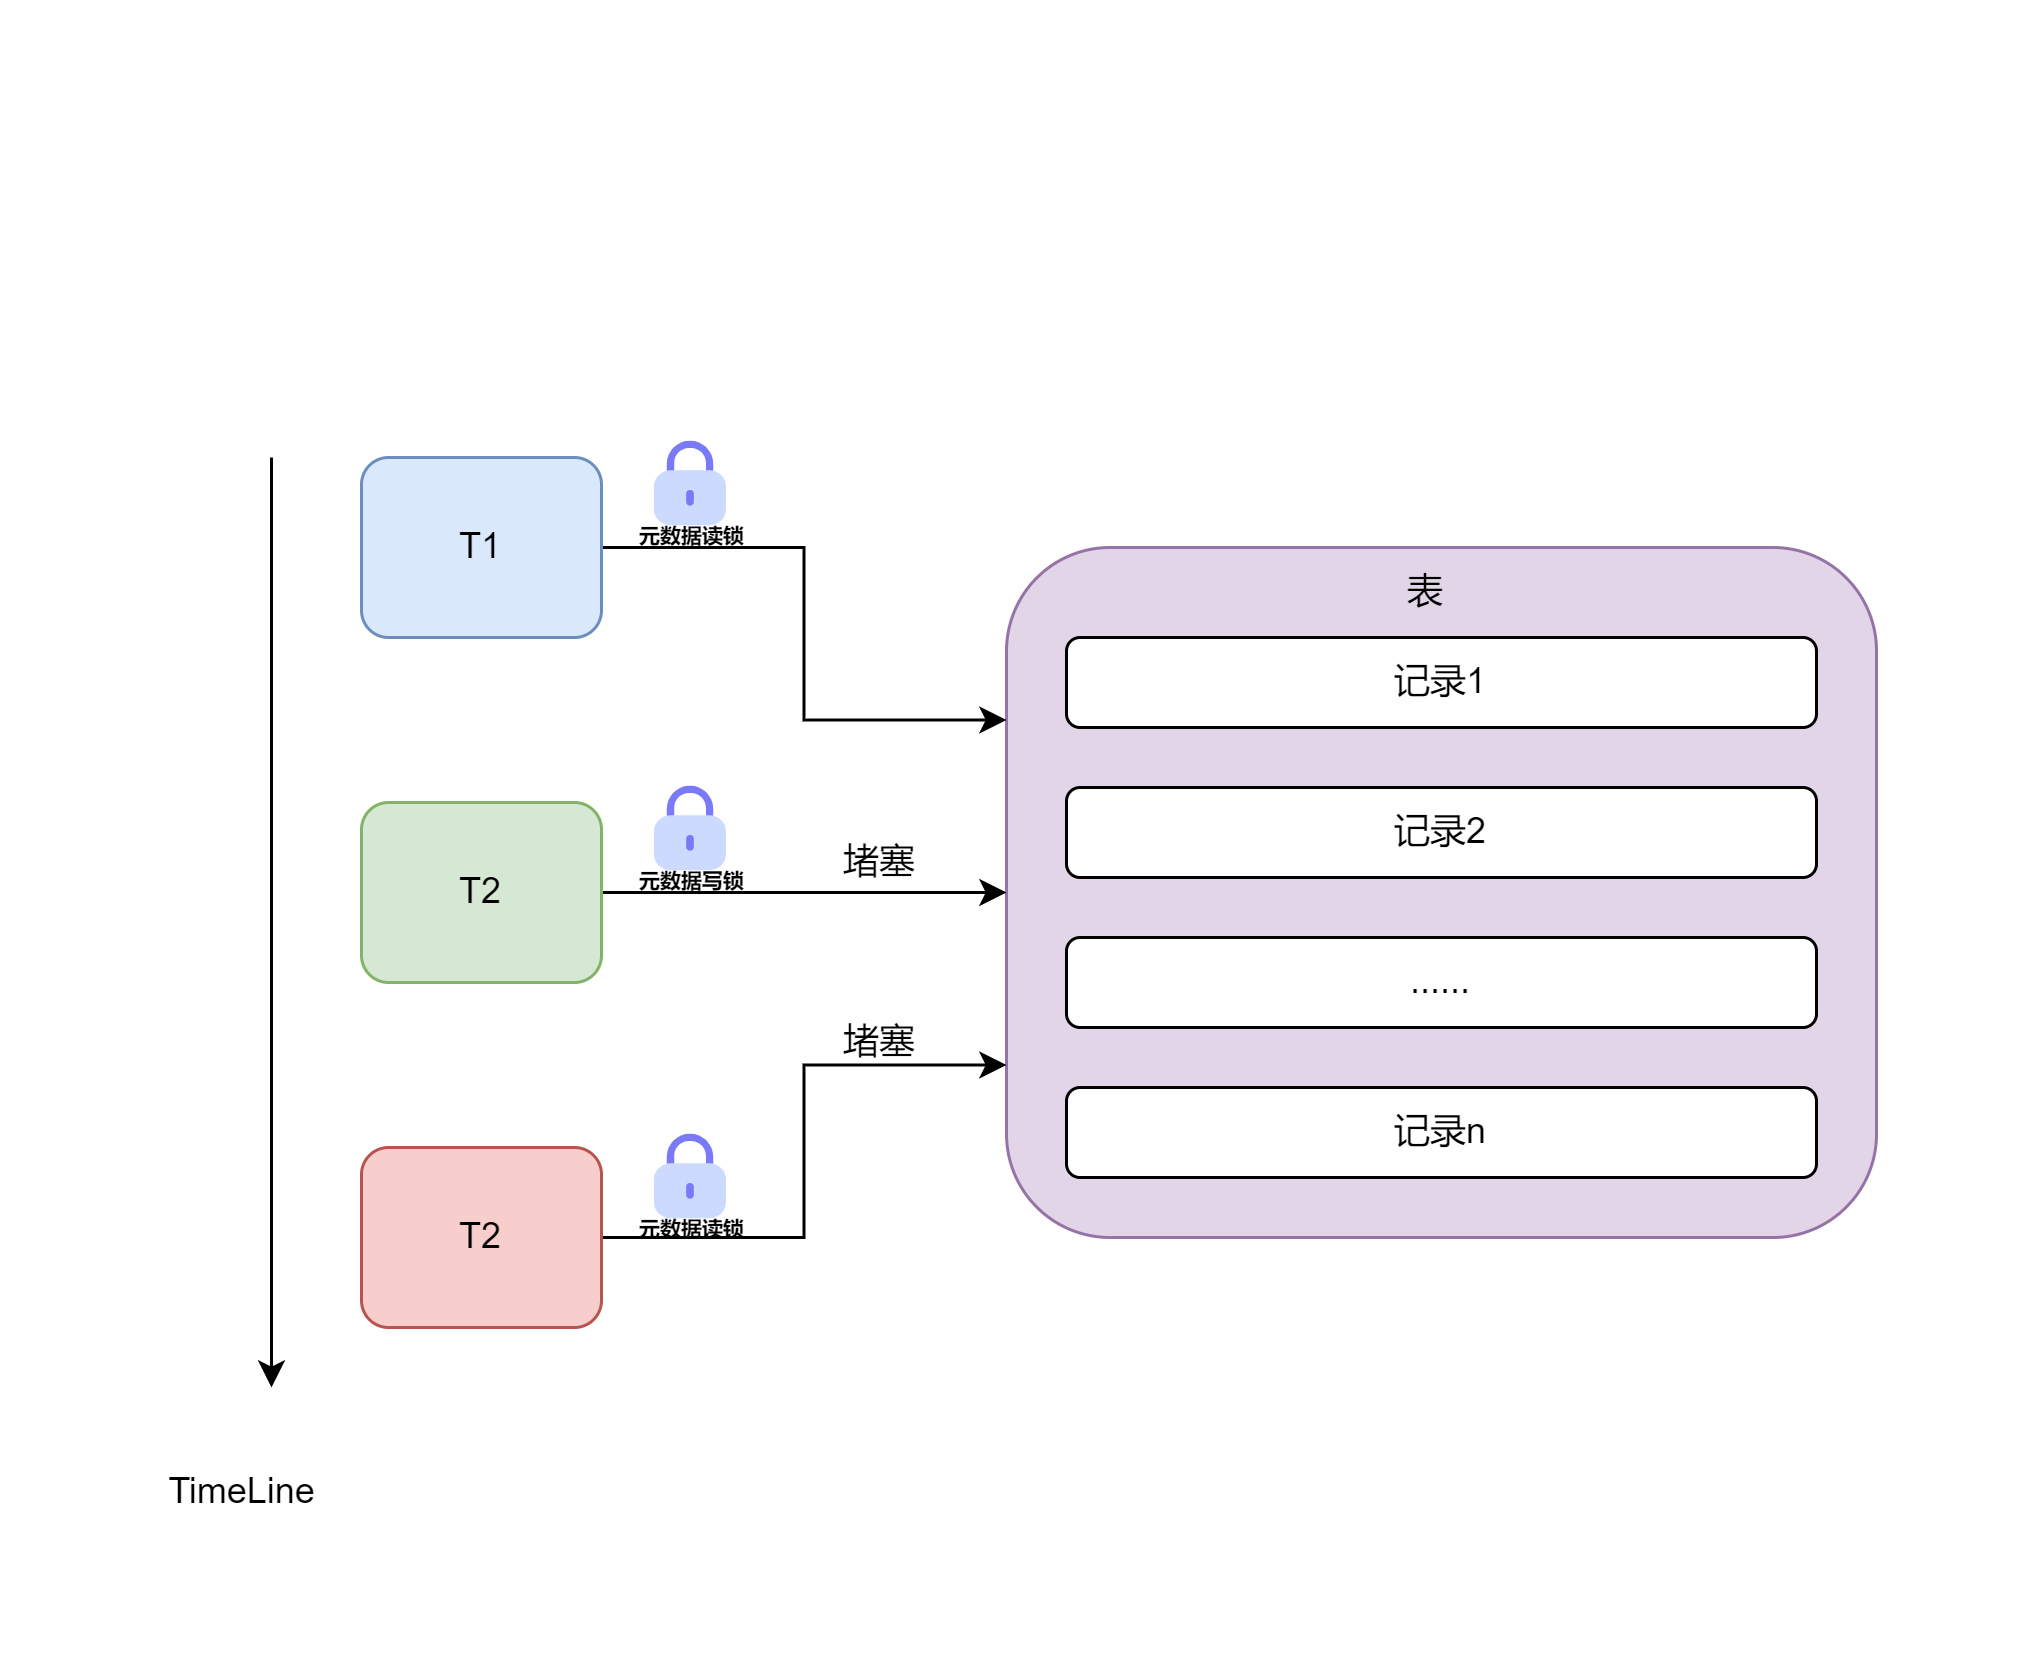 T1
元数据读锁
表
记录1
T2
元数据写锁
堵塞
记录2
......
堵塞
T2
元数据读锁
记录n
TimeLine